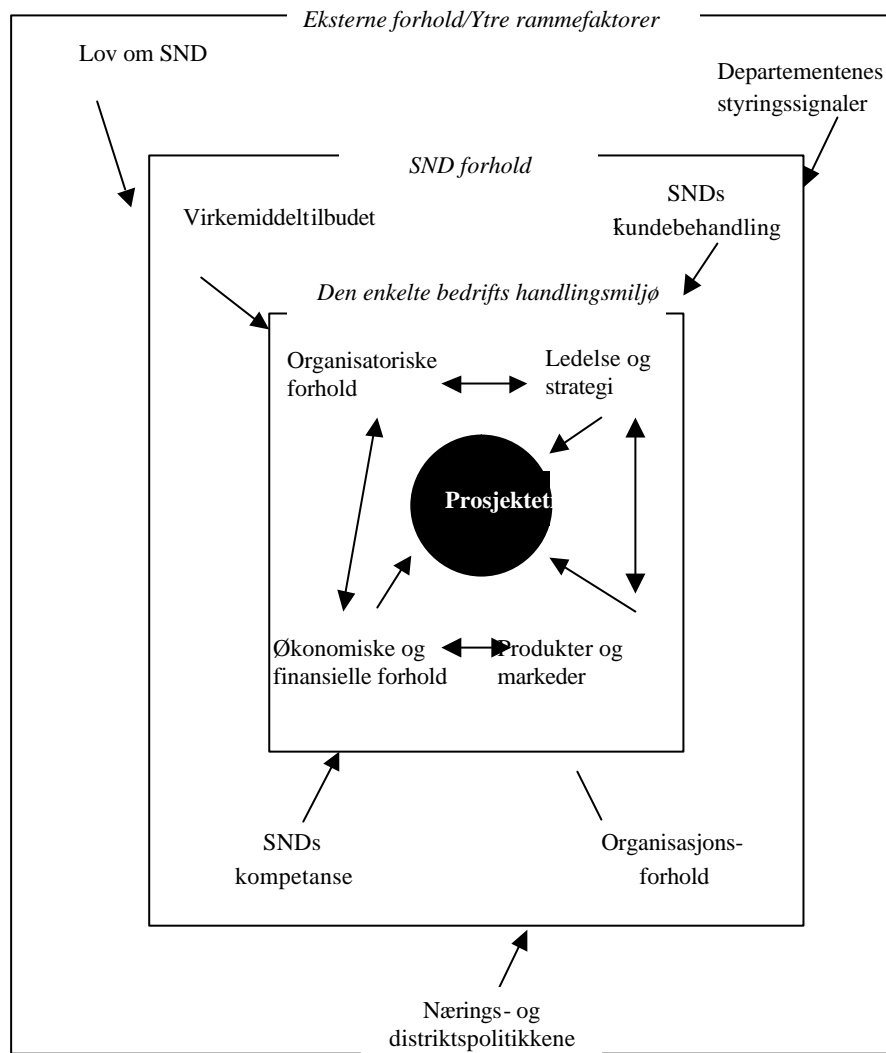 Eksterne forhold/Ytre rammefaktorer
Lov om SND
Departementenes
styringssignaler
SND forhold
SNDs
kundebehandling
Virkemiddeltilbudet
Den enkelte bedrifts handlingsmiljø
Organisatoriske
forhold
Ledelse og
strategi
Prosjektet
Økonomiske og
finansielle forhold
Produkter og
markeder
SNDs
kompetanse
Organisasjons-
forhold
Nærings- og
distriktspolitikkene